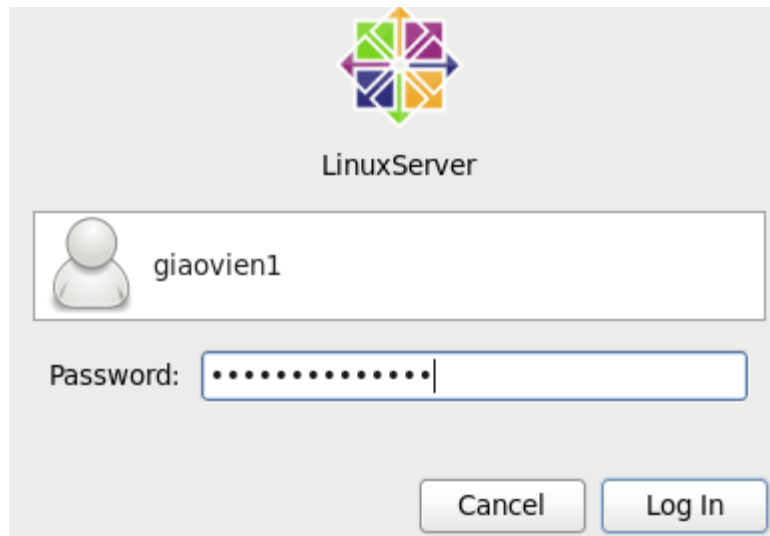 LinuxServer
giaovien1
Password: ••••••••••••••
Cancel Log In